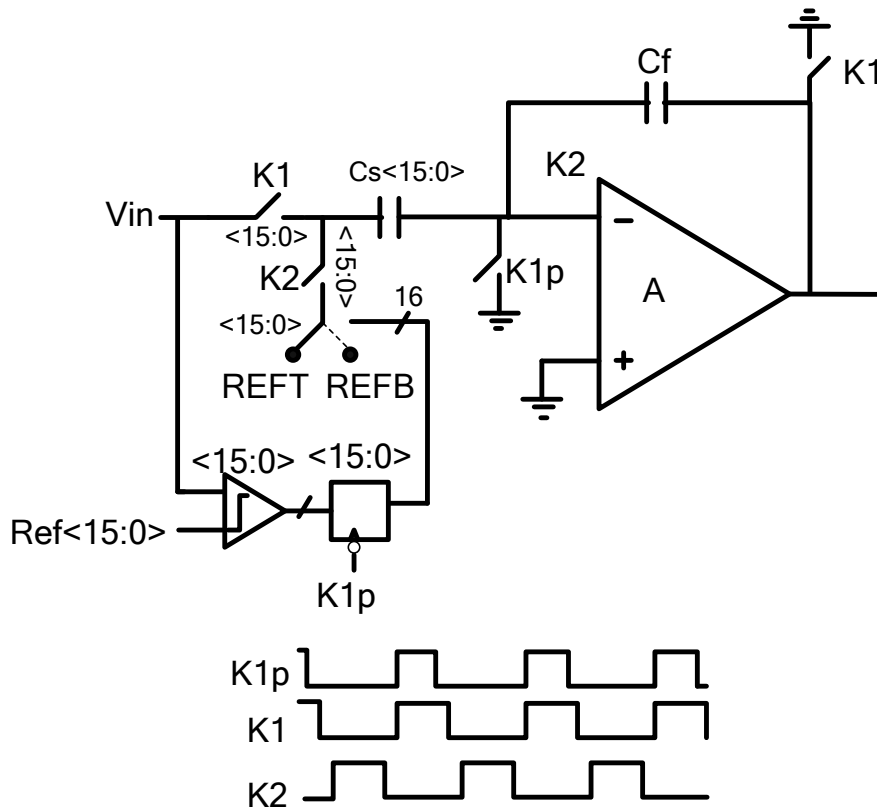 Cf
K1
K2
Cs<15:0>
K1
Vin
<15:0>
<15:0>
K2
K1p
A
−
+
<15:0>
16
REFT
REFB
<15:0>
<15:0>
Ref<15:0>
K1p
K1p
K1
K2